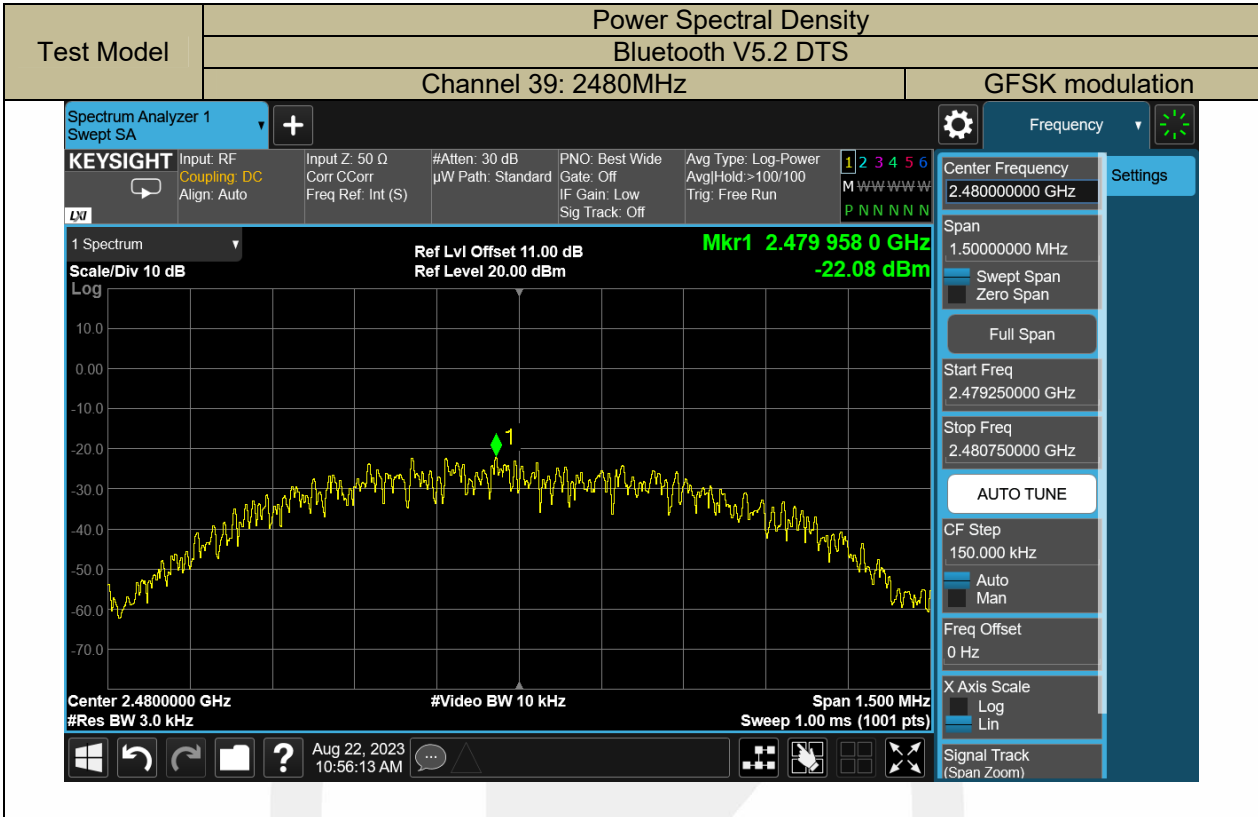 Test Model
Power Spectral Density
Bluetooth V5.2 DTS
Channel 39: 2480MHz
GFSK modulation
Spectrum Analyzer 1
Swept SA
Frequency
KEYSIGHT
LXI
Input: RF
Coupling: DC
Align: Auto
Input Z: 50 Ω
Corr CCorr
Freq Ref: Int (S)
#Atten: 30 dB
µW Path: Standard
PNO: Best Wide
Gate: Off
IF Gain: Low
Sig Track: Off
Avg Type: Log-Power
Avg|Hold:>100/100
Trig: Free Run
1 2 3 4 5 6
M W W W W W
P N N N N N
1 Spectrum
Scale/Div 10 dB
Log
Ref Lvl Offset 11.00 dB
Ref Level 20.00 dBm
Mkr1 2.479 958 0 GHz
-22.08 dBm
10.0
0.00
-10.0
-20.0
-30.0
-40.0
-50.0
-60.0
-70.0
1
Center 2.4800000 GHz
#Res BW 3.0 kHz
#Video BW 10 kHz
Span 1.500 MHz
Sweep 1.00 ms (1001 pts)
?
Aug 22, 2023
10:56:13 AM
Center Frequency
2.480000000 GHz
Settings
Span
1.50000000 MHz
Swept Span
Zero Span
Full Span
Start Freq
2.479250000 GHz
Stop Freq
2.480750000 GHz
AUTO TUNE
CF Step
150.000 kHz
Auto
Man
Freq Offset
0 Hz
X Axis Scale
Log
Lin
Signal Track
(Span Zoom)